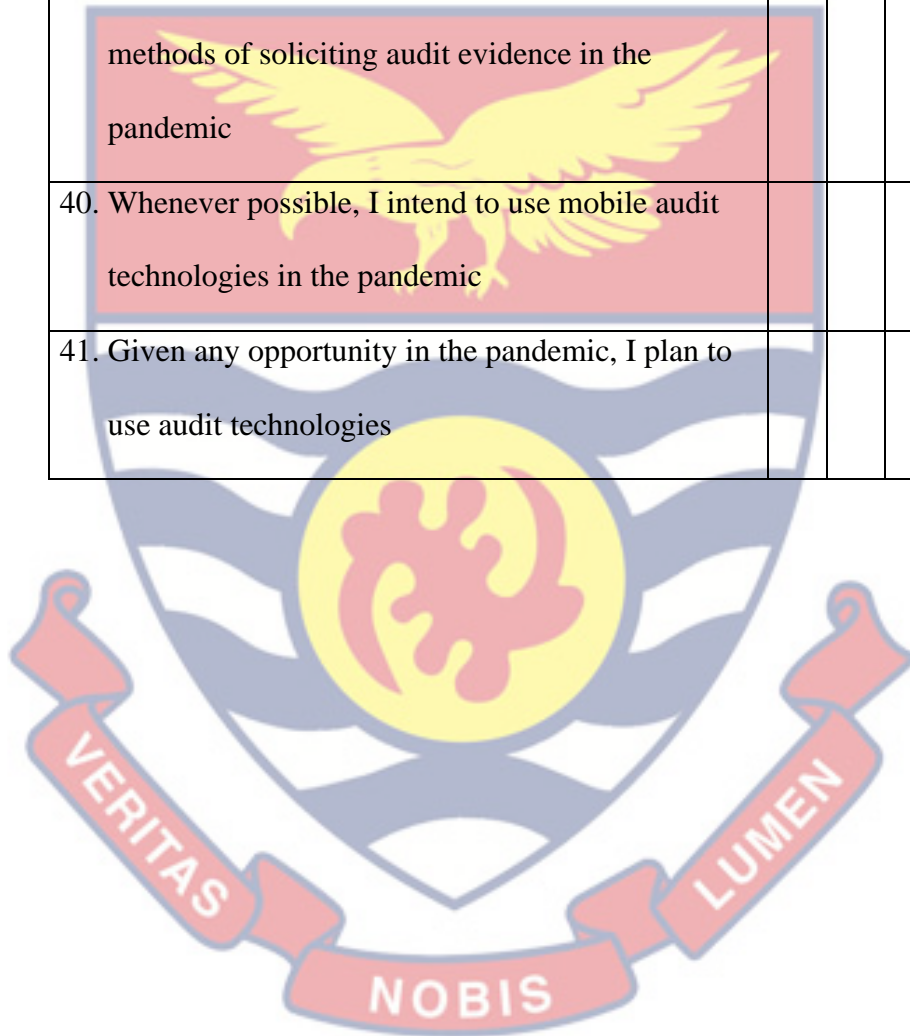 methods of soliciting audit evidence in the
pandemic
40. Whenever possible, I intend to use mobile audit
technologies in the pandemic
41. Given any opportunity in the pandemic, I plan to
use audit technologies
VERITAS
NOBIS
LUMEN